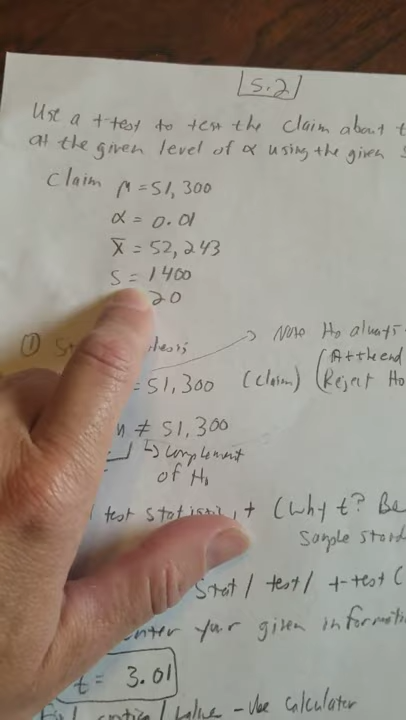 5.2
Use a t-test to test the claim about
at the given level of α using the given
Claim μ = 51,300
α = 0.01
x̄ = 52,243
S = 1400
20
① → Note Ho always
= 51,300 (claim) (At the end
Reject Ho
≠ 51,300
↳ complement
of Ho
test statistic, t (Why t? Be
Sample stand
Stat / test / t-test (
enter your given informati
t = 3.01
critical value - Use Calculator